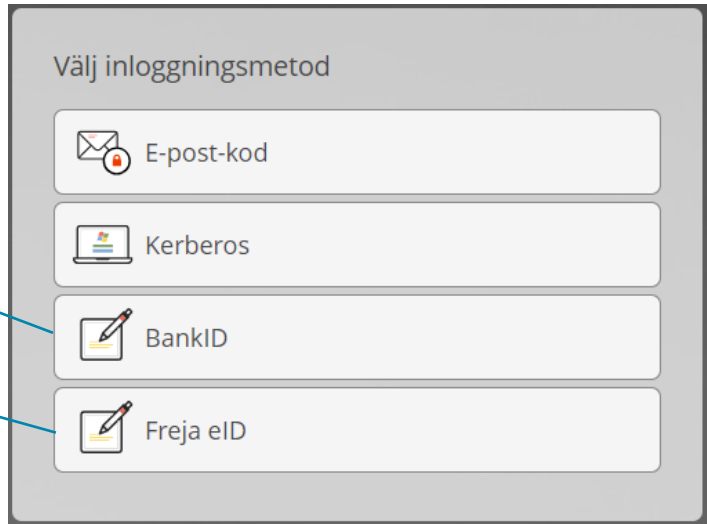 Välj inloggningsmetod
E-post-kod
Kerberos
BankID
Freja eID